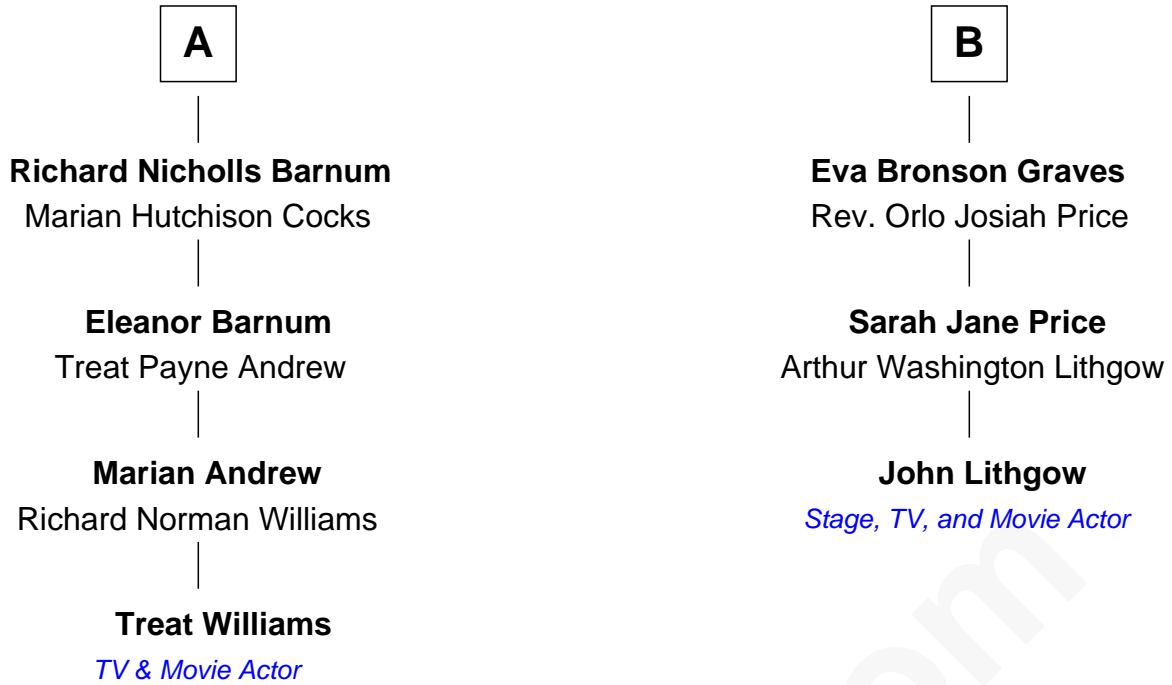 A
Richard Nicholls Barnum
Marian Hutchison Cocks
Eleanor Barnum
Treat Payne Andrew
Marian Andrew
Richard Norman Williams
Treat Williams
TV & Movie Actor
B
Eva Bronson Graves
Rev. Orlo Josiah Price
Sarah Jane Price
Arthur Washington Lithgow
John Lithgow
Stage, TV, and Movie Actor
om